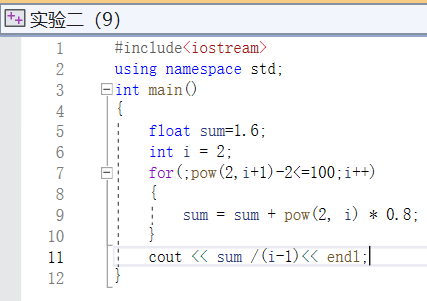 实验二（9）
1 #include<iostream>
2 using namespace std;
3 int main()
4 {
5 float sum=1.6;
6 int i = 2;
7 for(;pow(2,i+1)-2<=100;i++)
8 {
9 sum = sum + pow(2, i) * 0.8;
10 }
11 cout << sum /(i-1)<< endl;
12 }